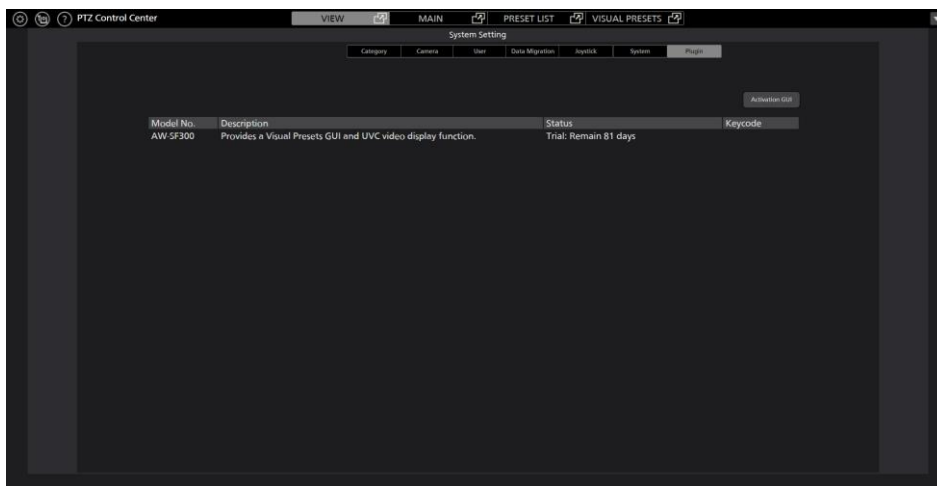 PTZ Control Center VIEW MAIN PRESET LIST VISUAL PRESETS
System Setting
Category Camera User Data Migration Joystick System Plugin
Activation GUI
Model No. Description Status Keycode
AW-SF300 Provides a Visual Presets GUI and UVC video display function. Trial: Remain 81 days